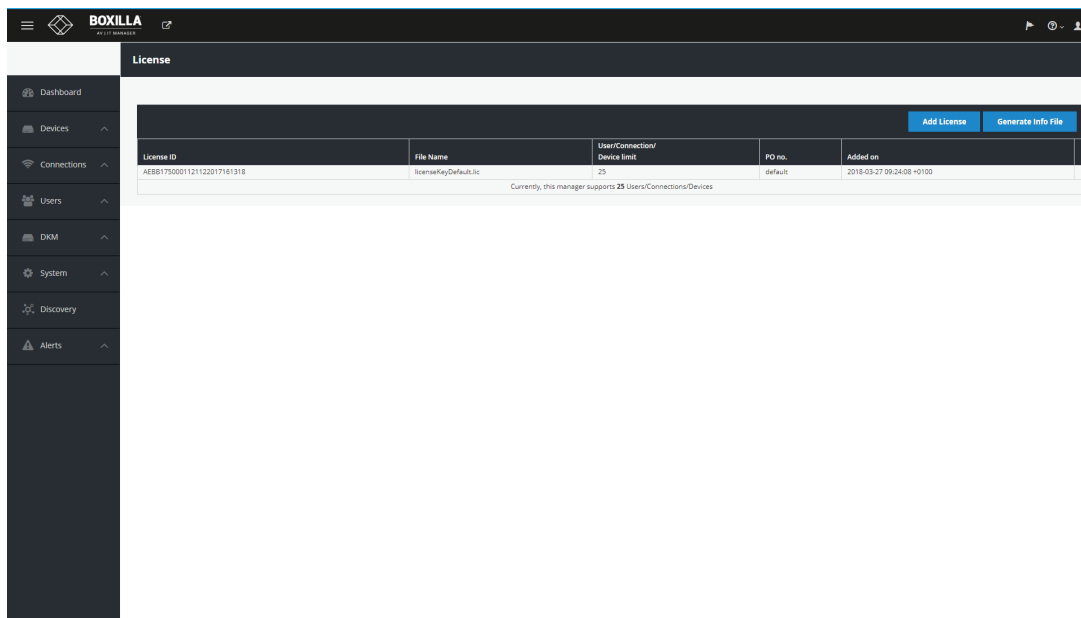 BOXILLA
AV | IT MANAGER
License
Dashboard
Devices
Connections
Users
DKM
System
Discovery
Alerts
Add License
Generate Info File
License ID
File Name
User/Connection/
Device limit
PO no.
Added on
AEBB1750001121122017161318
licenseKeyDefault.lic
25
default
2018-03-27 09:24:08 +0100
Currently, this manager supports 25 Users/Connections/Devices